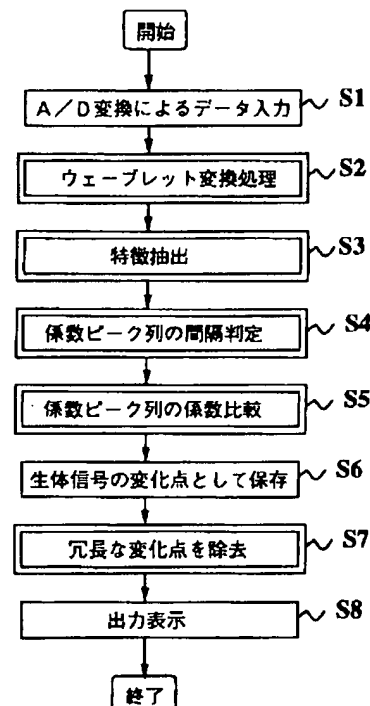 開始
A/D変換によるデータ入力 S1
ウェーブレット変換処理 S2
特徴抽出 S3
係数ピーク列の間隔判定 S4
係数ピーク列の係数比較 S5
生体信号の変化点として保存 S6
冗長な変化点を除去 S7
出力表示 S8
終了